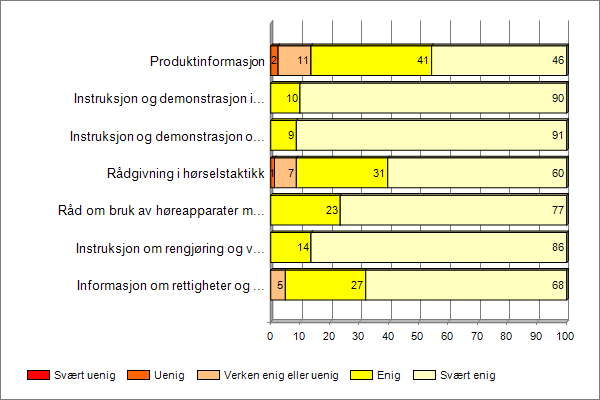 Produktinformasjon 2 11 41 46
Instruksjon og demonstrasjon i... 10 90
Instruksjon og demonstrasjon o... 9 91
Rådgivning i hørselstaktikk 1 7 31 60
Råd om bruk av høreapparater m... 23 77
Instruksjon om rengjøring og v... 14 86
Informasjon om rettigheter og ... 5 27 68
0 10 20 30 40 50 60 70 80 90 100
Svært uenig Uenig Verken enig eller uenig Enig Svært enig